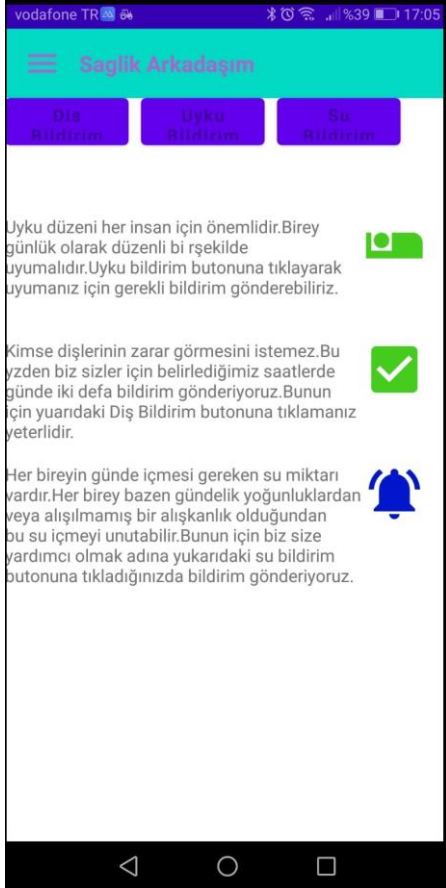 vodafone TR %39 17:05
Saglik Arkadaşım
Dis Uyku Su
Bildirim Bildirim Bildirim
Uyku düzeni her insan için önemlidir.Birey
günlük olarak düzenli bi rşekilde
uyumalıdır.Uyku bildirim butonuna tıklayarak
uyumanız için gerekli bildirim gönderebiliriz.
Kimse dişlerinin zarar görmesini istemez.Bu
yzden biz sizler için belirlediğimiz saatlerde
günde iki defa bildirim gönderiyoruz.Bunun
için yuarıdaki Diş Bildirim butonuna tıklamanız
yeterlidir.
Her bireyin günde içmesi gereken su miktarı
vardır.Her birey bazen gündelik yoğunluklardan
veya alışılmamış bir alışkanlık olduğundan
bu su içmeyi unutabilir.Bunun için biz size
yardımcı olmak adına yukarıdaki su bildirim
butonuna tıkladığınızda bildirim gönderiyoruz.